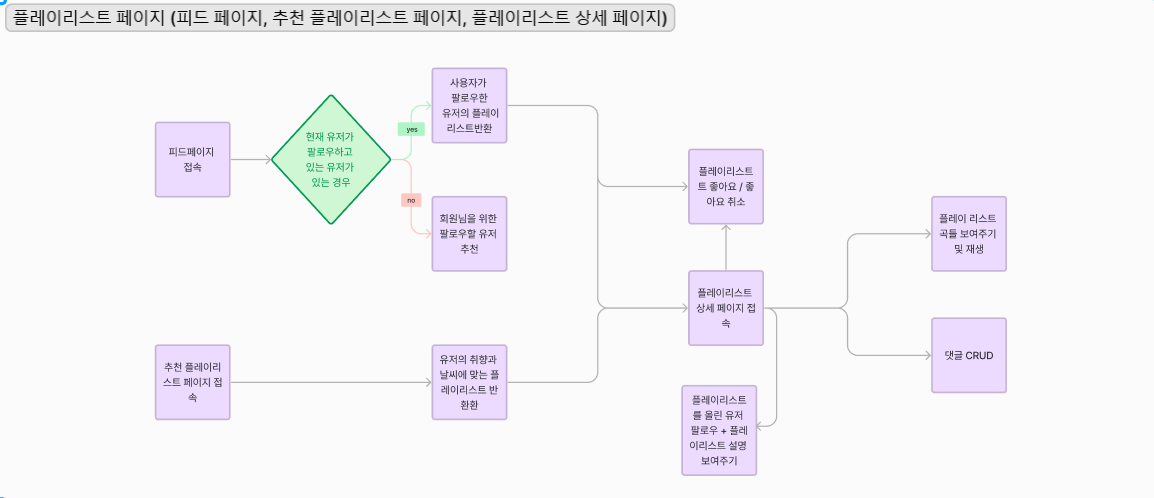 플레이리스트 페이지 (피드 페이지, 추천 플레이리스트 페이지, 플레이리스트 상세 페이지)
피드페이지
접속
현재 유저가
팔로우하고
있는 유저가
있는 경우
yes
no
사용자가
팔로우한
유저의 플레이
리스트반환
회원님을 위한
팔로우할 유저
추천
추천 플레이리
스트 페이지 접
속
유저의 취향과
날씨에 맞는 플
레이리스트 반
환환
플레이리스트
트 좋아요 / 좋
아요 취소
플레이리스트
상세 페이지 접
속
플레이리스트
를 올린 유저
팔로우 + 플레
이리스트 설명
보여주기
플레이 리스트
곡들 보여주기
및 재생
댓글 CRUD